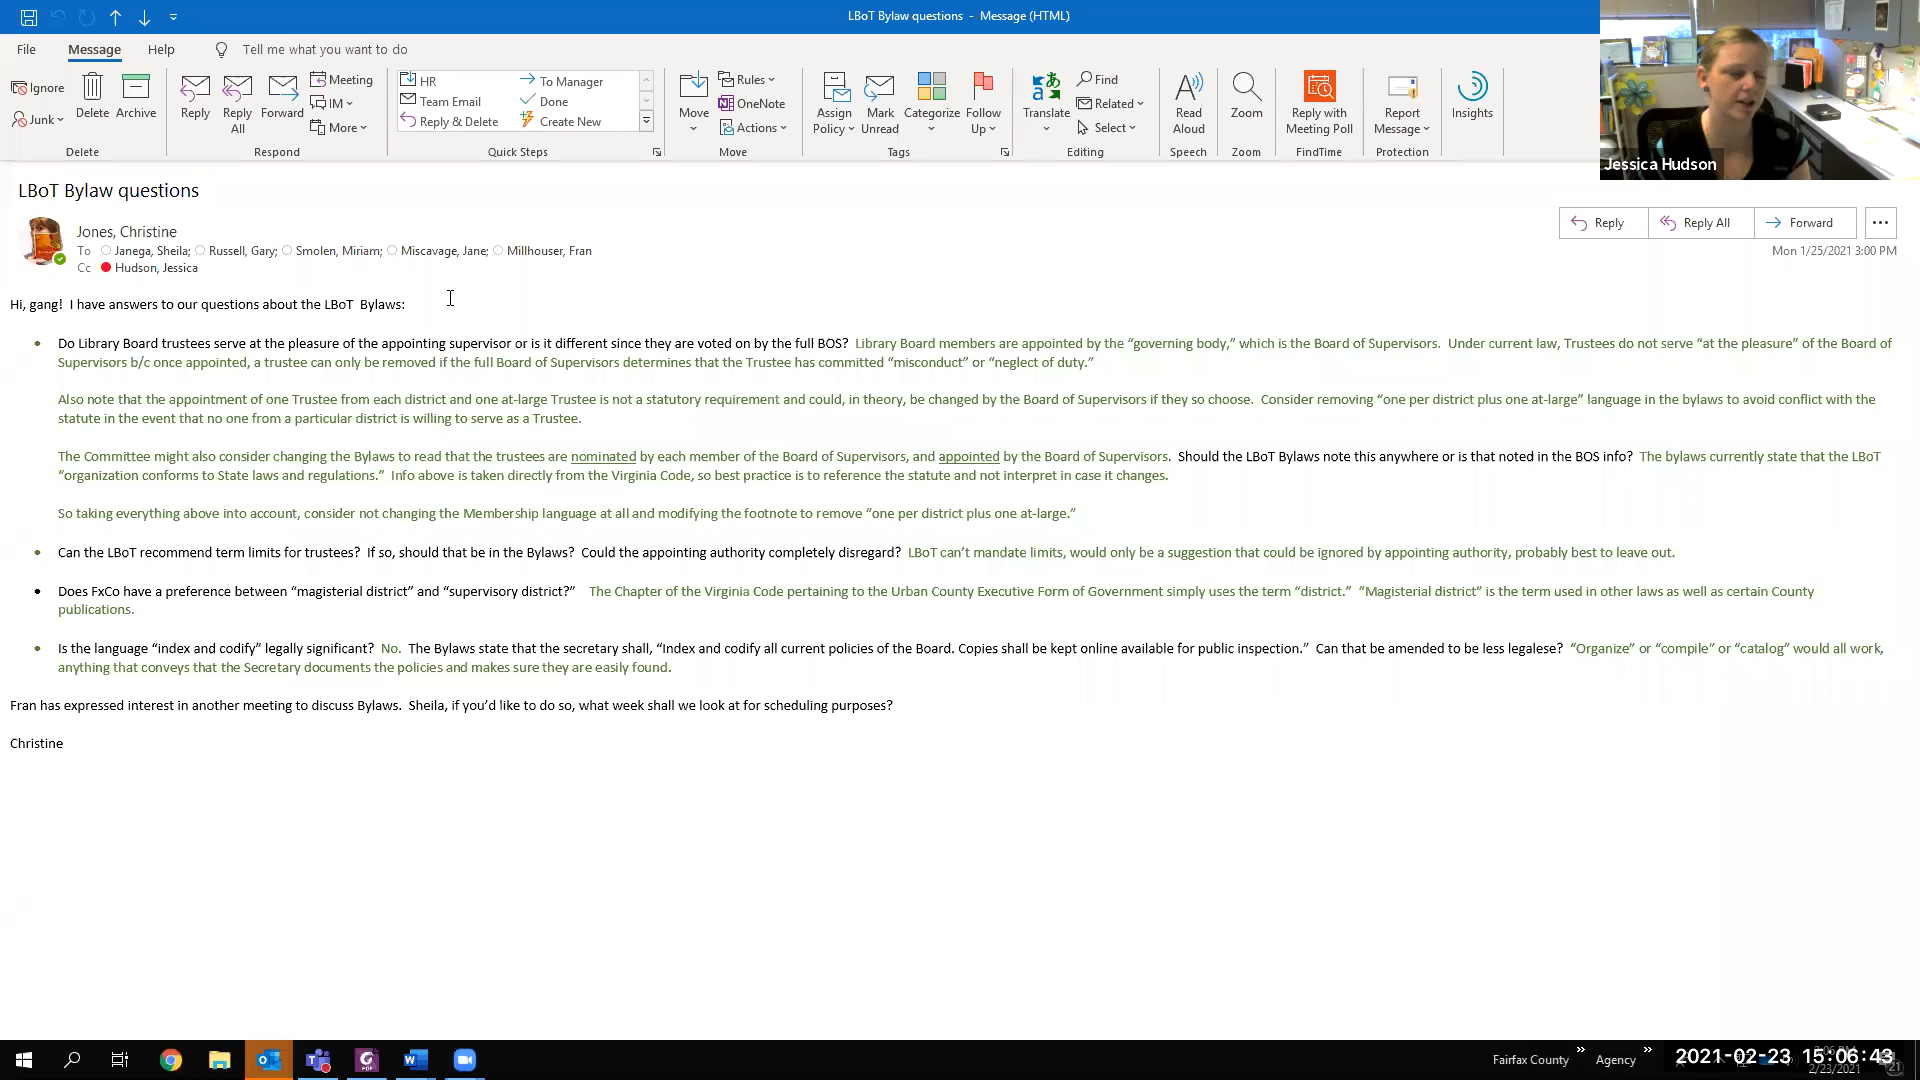 LBoT Bylaw questions - Message (HTML)
File Message Help Tell me what you want to do
Ignore
Junk
Delete
Archive
Delete
Reply
Reply All
Forward
Meeting
IM
More
Respond
HR
Team Email
Reply & Delete
To Manager
Done
Create New
Quick Steps
Move
Rules
OneNote
Actions
Move
Assign Policy
Mark Unread
Categorize
Follow Up
Tags
Translate
Find
Related
Select
Editing
Read Aloud
Speech
Zoom
Zoom
Reply with Meeting Poll
FindTime
Report Message
Protection
Insights
Jessica Hudson
LBoT Bylaw questions
Jones, Christine
To Janega, Sheila; Russell, Gary; Smolen, Miriam; Miscavage, Jane; Millhouser, Fran
Cc Hudson, Jessica
Reply Reply All Forward
Mon 1/25/2021 3:00 PM
Hi, gang! I have answers to our questions about the LBoT Bylaws:
• Do Library Board trustees serve at the pleasure of the appointing supervisor or is it different since they are voted on by the full BOS? Library Board members are appointed by the “governing body,” which is the Board of Supervisors. Under current law, Trustees do not serve “at the pleasure” of the Board of
Supervisors b/c once appointed, a trustee can only be removed if the full Board of Supervisors determines that the Trustee has committed “misconduct” or “neglect of duty.”
Also note that the appointment of one Trustee from each district and one at-large Trustee is not a statutory requirement and could, in theory, be changed by the Board of Supervisors if they so choose. Consider removing “one per district plus one at-large” language in the bylaws to avoid conflict with the
statute in the event that no one from a particular district is willing to serve as a Trustee.
The Committee might also consider changing the Bylaws to read that the trustees are nominated by each member of the Board of Supervisors, and appointed by the Board of Supervisors. Should the LBoT Bylaws note this anywhere or is that noted in the BOS info? The bylaws currently state that the LBoT
“organization conforms to State laws and regulations.” Info above is taken directly from the Virginia Code, so best practice is to reference the statute and not interpret in case it changes.
So taking everything above into account, consider not changing the Membership language at all and modifying the footnote to remove “one per district plus one at-large.”
• Can the LBoT recommend term limits for trustees? If so, should that be in the Bylaws? Could the appointing authority completely disregard? LBoT can’t mandate limits, would only be a suggestion that could be ignored by appointing authority, probably best to leave out.
• Does FxCo have a preference between “magisterial district” and “supervisory district?” The Chapter of the Virginia Code pertaining to the Urban County Executive Form of Government simply uses the term “district.” “Magisterial district” is the term used in other laws as well as certain County
publications.
• Is the language “index and codify” legally significant? No. The Bylaws state that the secretary shall, “Index and codify all current policies of the Board. Copies shall be kept online available for public inspection.” Can that be amended to be less legalese? “Organize” or “compile” or “catalog” would all work,
anything that conveys that the Secretary documents the policies and makes sure they are easily found.
Fran has expressed interest in another meeting to discuss Bylaws. Sheila, if you’d like to do so, what week shall we look at for scheduling purposes?
Christine
Fairfax County » Agency »
2021-02-23 15:06:43
2/23/2021